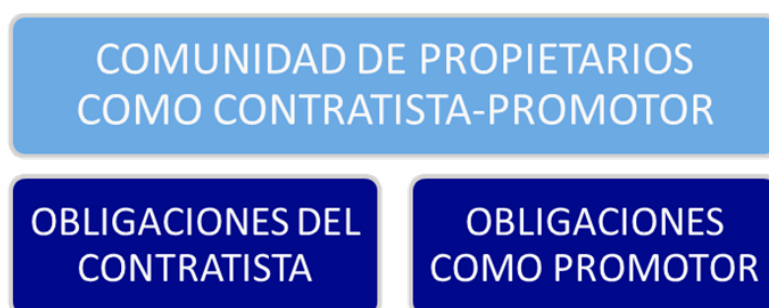 COMUNIDAD DE PROPIETARIOS
COMO CONTRATISTA-PROMOTOR
OBLIGACIONES DEL
CONTRATISTA
OBLIGACIONES
COMO PROMOTOR